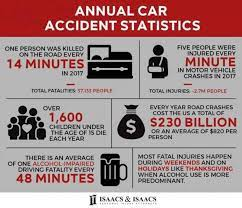 ANNUAL CAR
ACCIDENT STATISTICS
ONE PERSON WAS KILLED
ON THE ROAD EVERY
14 MINUTES
IN 2017
TOTAL FATALITIES: 37,133 PEOPLE
FIVE PEOPLE WERE
INJURED EVERY
MINUTE
IN MOTOR VEHICLE
CRASHES IN 2017
TOTAL INJURIES: ~2.7M PEOPLE
OVER
1,600
CHILDREN UNDER
THE AGE OF 15 DIE
EACH YEAR
EVERY YEAR ROAD CRASHES
COST THE US A TOTAL OF
$230 BILLION
OR AN AVERAGE OF $820 PER
PERSON
THERE IS AN AVERAGE
OF ONE ALCOHOL-IMPAIRED
DRIVING FATALITY EVERY
48 MINUTES
MOST FATAL INJURIES HAPPEN
DURING WEEKENDS AND ON
HOLIDAYS LIKE THANKSGIVING
WHEN ALCOHOL USE IS MORE
PREDOMINANT.
ISAACS & ISAACS